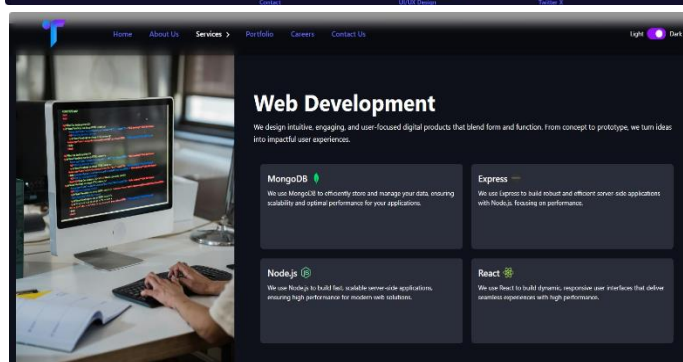 Contact UI/UX Design Twitter X
Home About Us Services > Portfolio Careers Contact Us Light Dark
Web Development
We design intuitive, engaging, and user-focused digital products that blend form and function. From concept to prototype, we turn ideas
into impactful user experiences.
MongoDB
We use MongoDB to efficiently store and manage your data, ensuring
scalability and optimal performance for your applications.
Express
We use Express to build robust and efficient server-side applications
with Node.js, focusing on performance.
Node.js
We use Node.js to build fast, scalable server-side applications,
ensuring high performance for modern web solutions.
React
We use React to build dynamic, responsive user interfaces that deliver
seamless experiences with high performance.